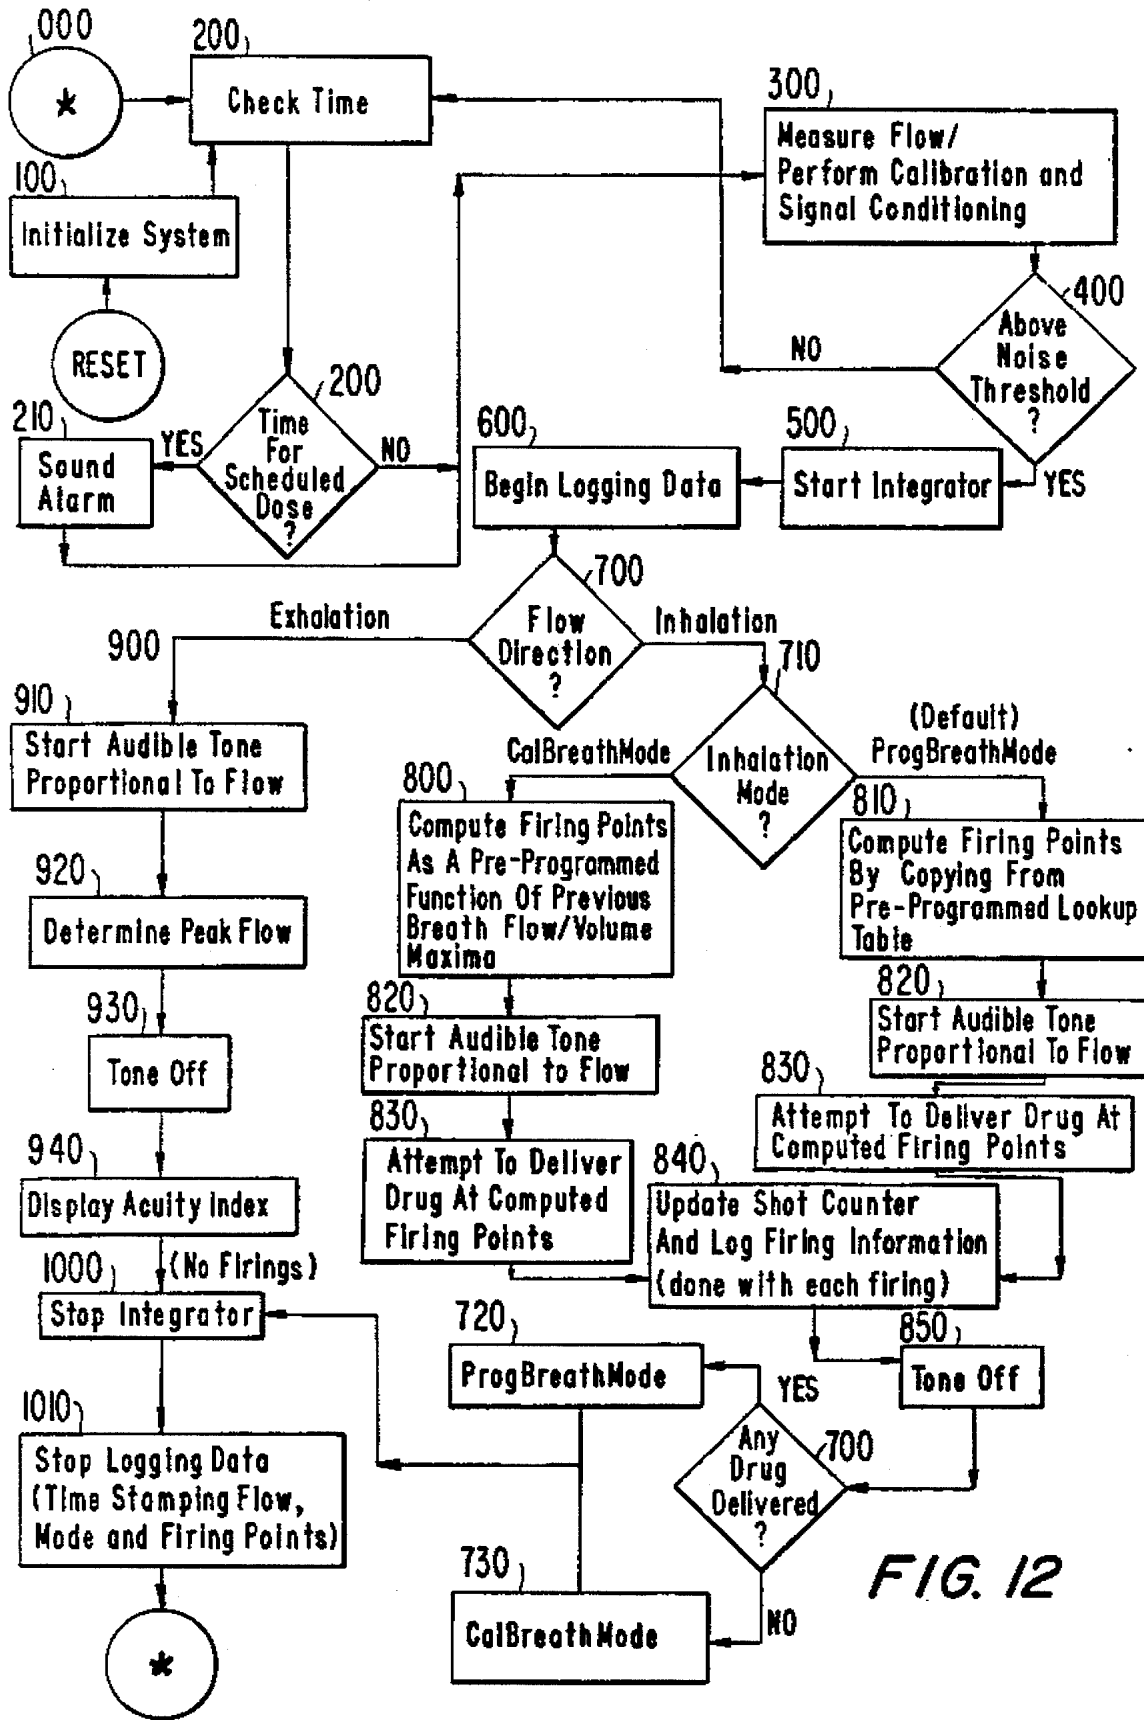 000
*
200
Check Time
300
Measure Flow/
Perform Calibration and
Signal Conditioning
100
Initialize System
RESET
400
Above
Noise
Threshold
?
NO
YES
200
Time
For
Scheduled
Dose
?
YES
NO
210
Sound
Alarm
500
Start Integrator
600
Begin Logging Data
700
Flow
Direction
?
Exhalation
Inhalation
900
910
Start Audible Tone
Proportional To Flow
920
Determine Peak Flow
930
Tone Off
940
Display Acuity Index
(No Firings)
1000
Stop Integrator
1010
Stop Logging Data
(Time Stamping Flow,
Mode and Firing Points)
*
710
Inhalation
Mode
?
CalBreathMode
(Default)
ProgBreathMode
800
Compute Firing Points
As A Pre-Programmed
Function Of Previous
Breath Flow/Volume
Maxima
820
Start Audible Tone
Proportional to Flow
830
Attempt To Deliver
Drug At Computed
Firing Points
810
Compute Firing Points
By Copying From
Pre-Programmed Lookup
Table
820
Start Audible Tone
Proportional To Flow
830
Attempt To Deliver Drug At
Computed Firing Points
840
Update Shot Counter
And Log Firing Information
(done with each firing)
850
Tone Off
700
Any
Drug
Delivered
?
YES
NO
720
ProgBreathMode
730
CalBreathMode
FIG. 12